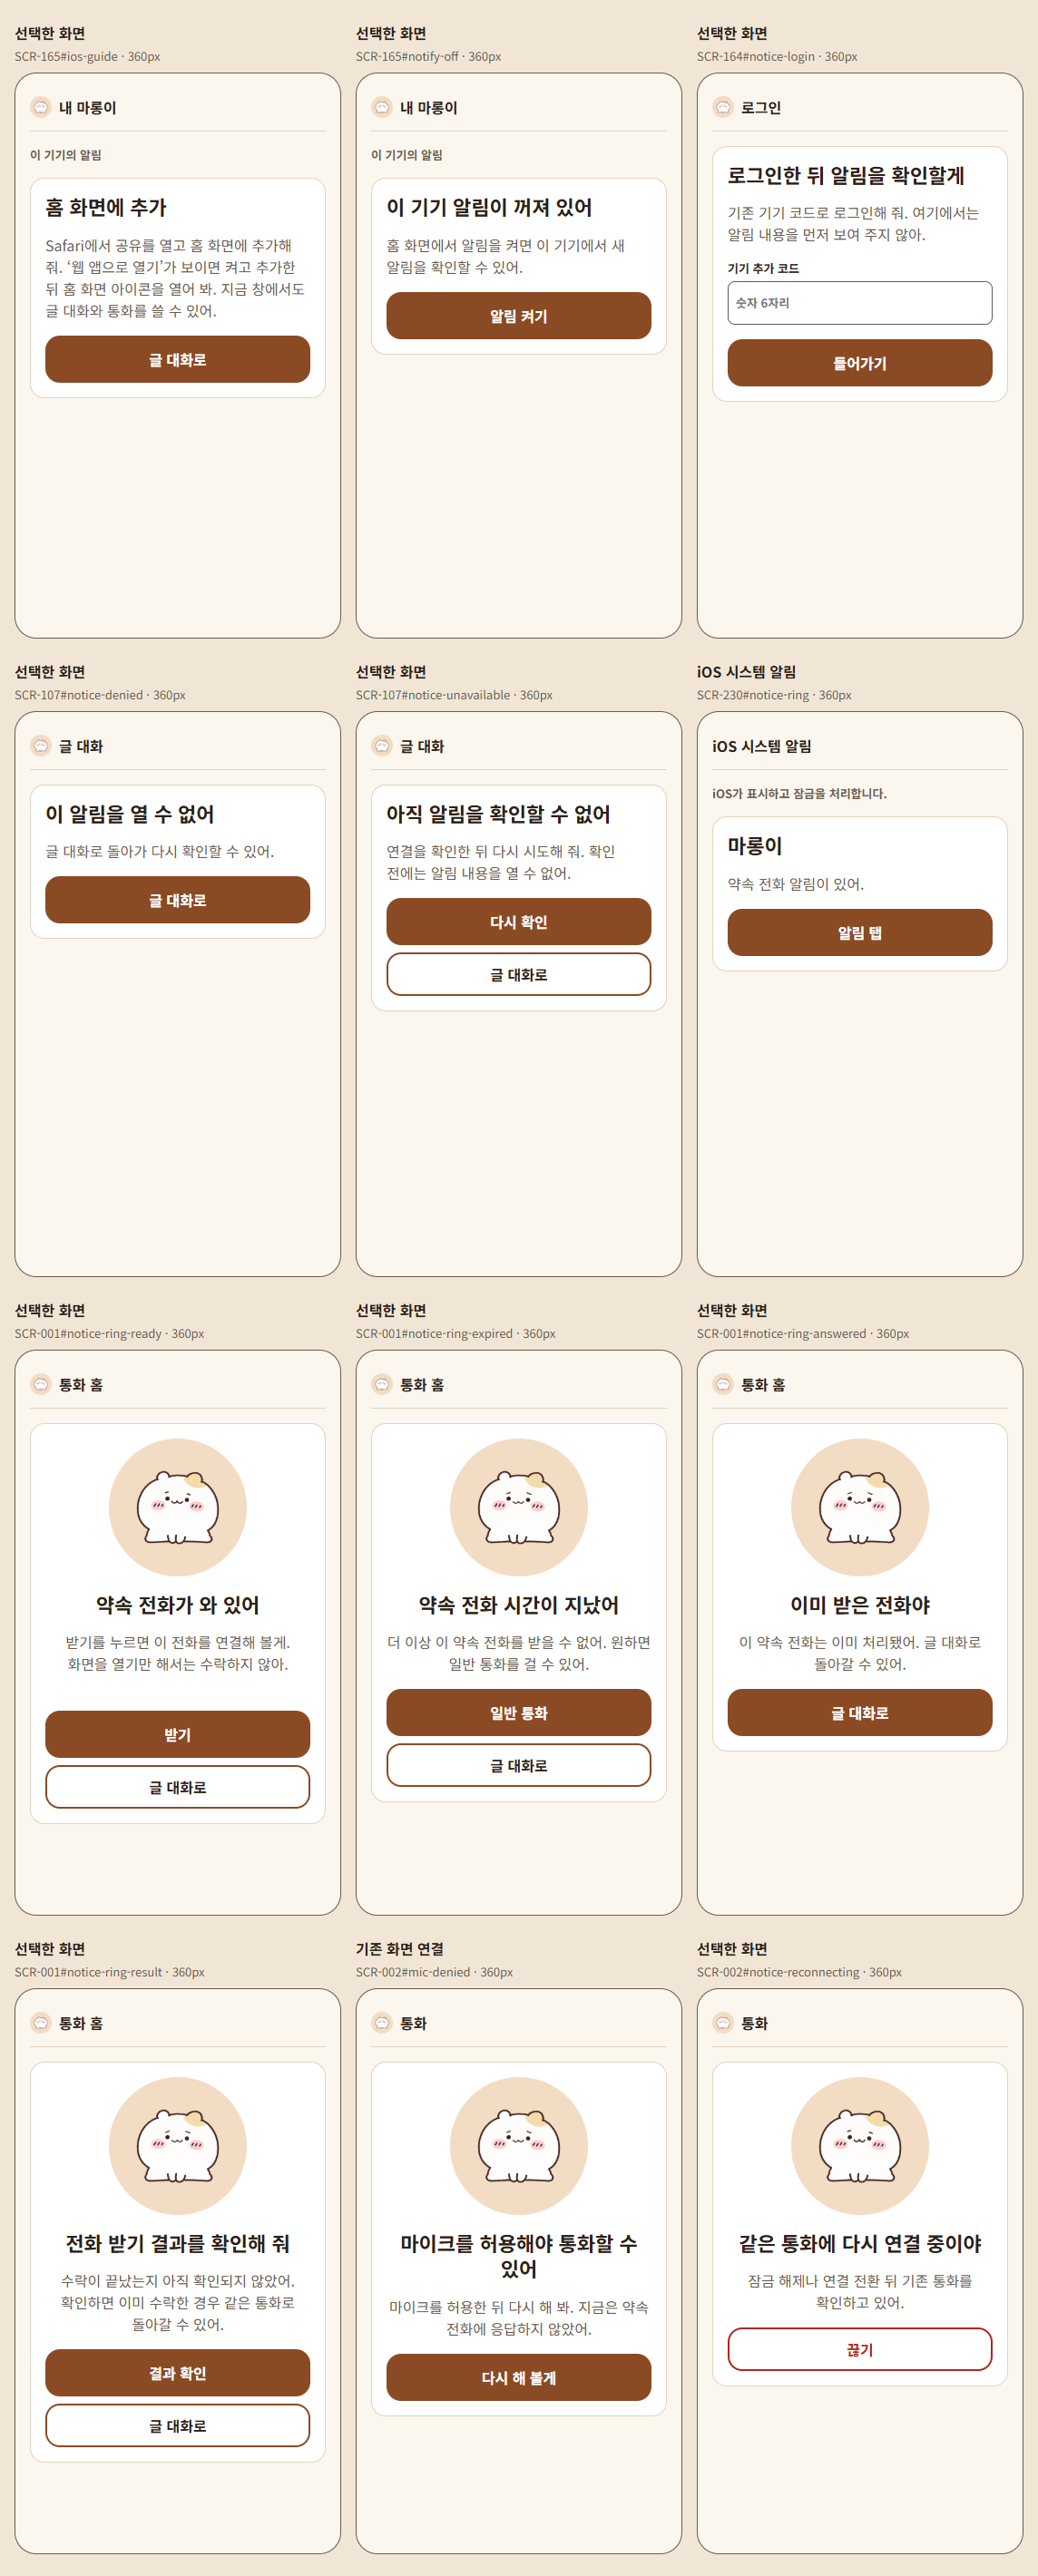 선택한 화면
SCR-165#ios-guide · 360px
내 마롱이
이 기기의 알림
홈 화면에 추가
Safari에서 공유를 열고 홈 화면에 추가해
줘. ‘웹 앱으로 열기’가 보이면 켜고 추가한
뒤 홈 화면 아이콘을 열어 봐. 지금 창에서도
글 대화와 통화를 쓸 수 있어.
글 대화로
선택한 화면
SCR-165#notify-off · 360px
내 마롱이
이 기기의 알림
이 기기 알림이 꺼져 있어
홈 화면에서 알림을 켜면 이 기기에서 새
알림을 확인할 수 있어.
알림 켜기
선택한 화면
SCR-164#notice-login · 360px
로그인
로그인한 뒤 알림을 확인할게
기존 기기 코드로 로그인해 줘. 여기에서는
알림 내용을 먼저 보여 주지 않아.
기기 추가 코드
숫자 6자리
들어가기
선택한 화면
SCR-107#notice-denied · 360px
글 대화
이 알림을 열 수 없어
글 대화로 돌아가 다시 확인할 수 있어.
글 대화로
선택한 화면
SCR-107#notice-unavailable · 360px
글 대화
아직 알림을 확인할 수 없어
연결을 확인한 뒤 다시 시도해 줘. 확인
전에는 알림 내용을 열 수 없어.
다시 확인
글 대화로
iOS 시스템 알림
SCR-230#notice-ring · 360px
iOS 시스템 알림
iOS가 표시하고 잠금을 처리합니다.
마롱이
약속 전화 알림이 있어.
알림 탭
선택한 화면
SCR-001#notice-ring-ready · 360px
통화 홈
약속 전화가 와 있어
받기를 누르면 이 전화를 연결해 볼게.
화면을 열기만 해서는 수락하지 않아.
받기
글 대화로
선택한 화면
SCR-001#notice-ring-expired · 360px
통화 홈
약속 전화 시간이 지났어
더 이상 이 약속 전화를 받을 수 없어. 원하면
일반 통화를 걸 수 있어.
일반 통화
글 대화로
선택한 화면
SCR-001#notice-ring-answered · 360px
통화 홈
이미 받은 전화야
이 약속 전화는 이미 처리됐어. 글 대화로
돌아갈 수 있어.
글 대화로
선택한 화면
SCR-001#notice-ring-result · 360px
통화 홈
전화 받기 결과를 확인해 줘
수락이 끝났는지 아직 확인되지 않았어.
확인하면 이미 수락한 경우 같은 통화로
돌아갈 수 있어.
결과 확인
글 대화로
기존 화면 연결
SCR-002#mic-denied · 360px
통화
마이크를 허용해야 통화할 수
있어
마이크를 허용한 뒤 다시 해 봐. 지금은 약속
전화에 응답하지 않았어.
다시 해 볼게
선택한 화면
SCR-002#notice-reconnecting · 360px
통화
같은 통화에 다시 연결 중이야
잠금 해제나 연결 전환 뒤 기존 통화를
확인하고 있어.
끊기